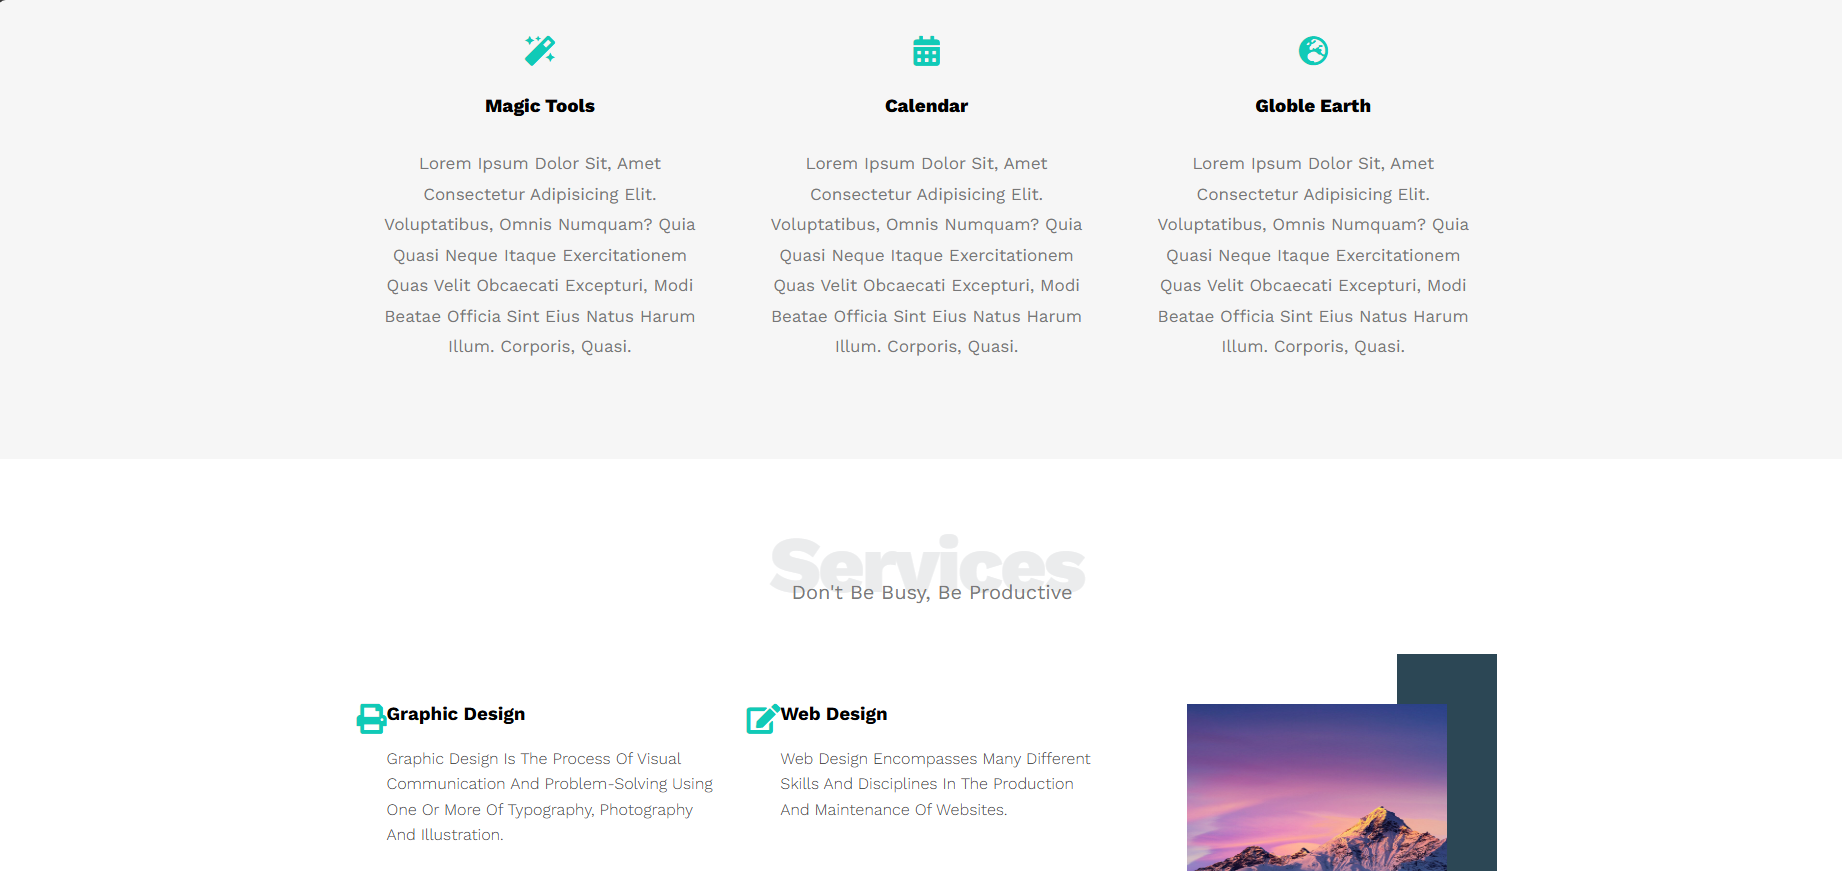 Magic Tools
Lorem Ipsum Dolor Sit, Amet
Consectetur Adipisicing Elit.
Voluptatibus, Omnis Numquam? Quia
Quasi Neque Itaque Exercitationem
Quas Velit Obcaecati Excepturi, Modi
Beatae Officia Sint Eius Natus Harum
Illum. Corporis, Quasi.
Calendar
Lorem Ipsum Dolor Sit, Amet
Consectetur Adipisicing Elit.
Voluptatibus, Omnis Numquam? Quia
Quasi Neque Itaque Exercitationem
Quas Velit Obcaecati Excepturi, Modi
Beatae Officia Sint Eius Natus Harum
Illum. Corporis, Quasi.
Globle Earth
Lorem Ipsum Dolor Sit, Amet
Consectetur Adipisicing Elit.
Voluptatibus, Omnis Numquam? Quia
Quasi Neque Itaque Exercitationem
Quas Velit Obcaecati Excepturi, Modi
Beatae Officia Sint Eius Natus Harum
Illum. Corporis, Quasi.
Services
Don't Be Busy, Be Productive
Graphic Design
Graphic Design Is The Process Of Visual
Communication And Problem-Solving Using
One Or More Of Typography, Photography
And Illustration.
Web Design
Web Design Encompasses Many Different
Skills And Disciplines In The Production
And Maintenance Of Websites.